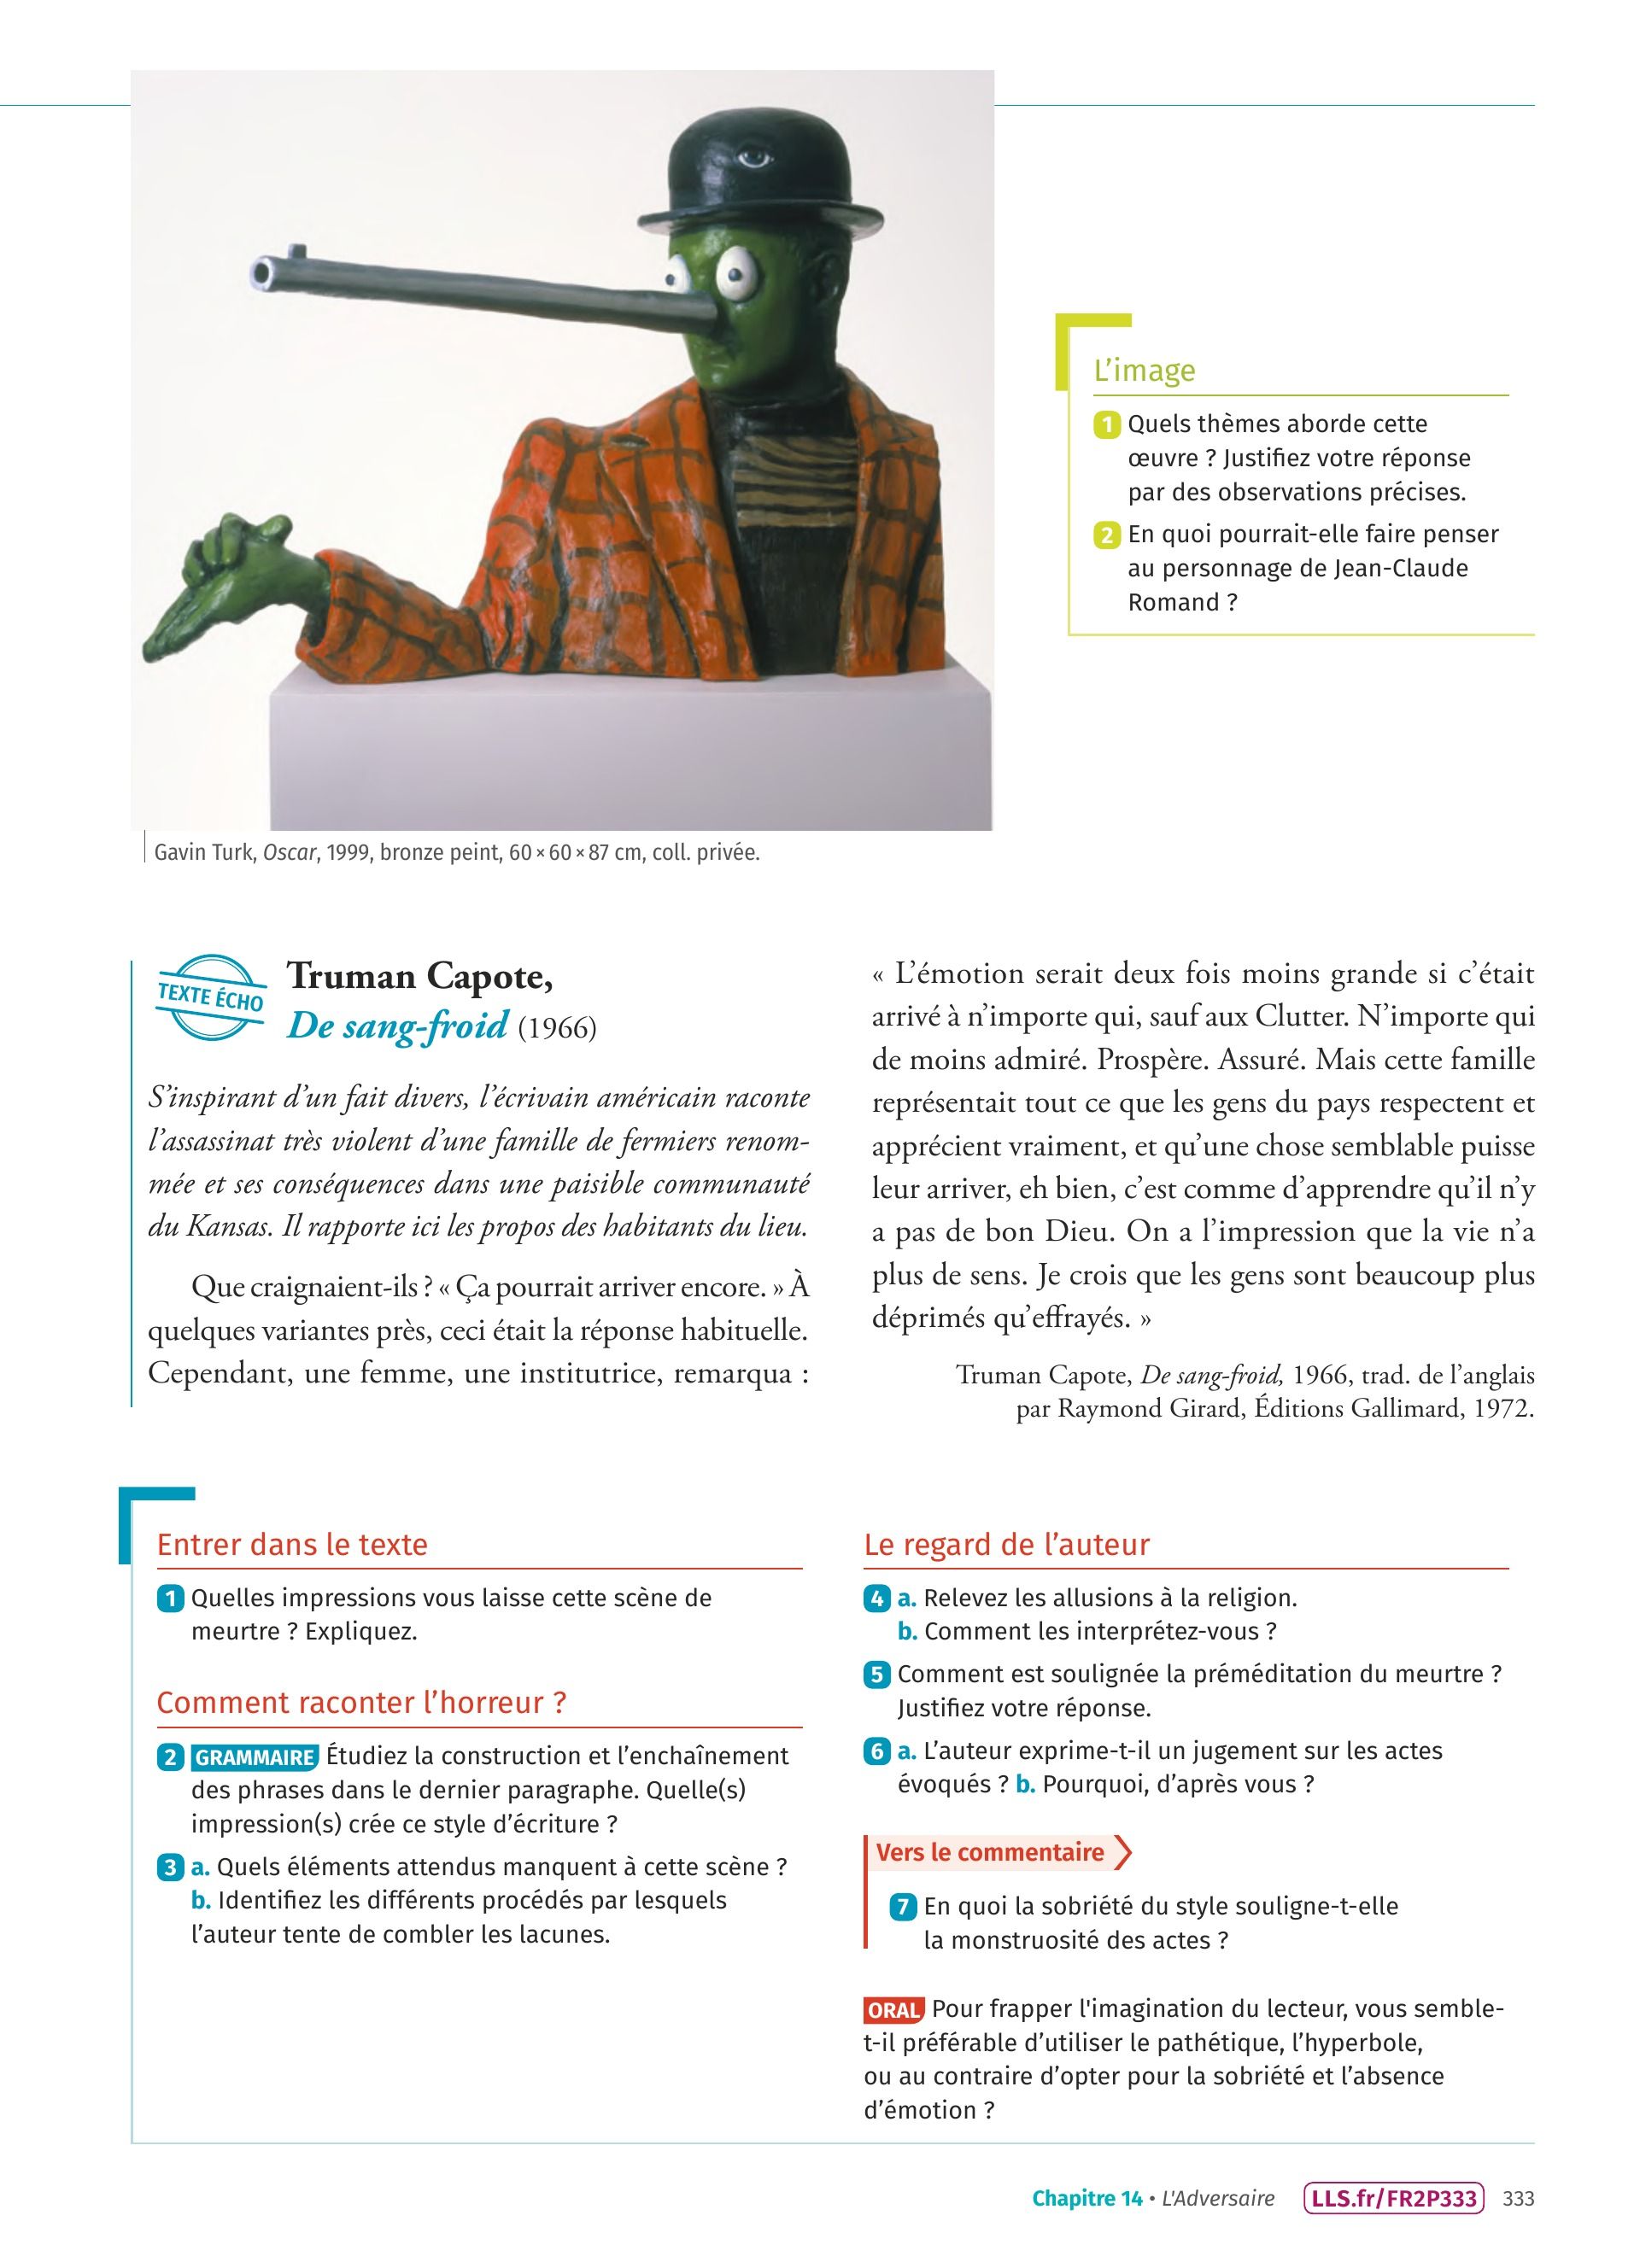 L'image
1 Quels thèmes aborde cette
œuvre ? Justifiez votre réponse
par des observations précises.
2 En quoi pourrait-elle faire penser
au personnage de Jean-Claude
Romand ?
Gavin Turk, Oscar, 1999, bronze peint, 60 × 60 × 87 cm, coll. privée.
TEXTE ÉCHO
Truman Capote,
De sang-froid (1966)
S'inspirant d'un fait divers, l'écrivain américain raconte
l'assassinat très violent d'une famille de fermiers renom-
mée et ses conséquences dans une paisible communauté
du Kansas. Il rapporte ici les propos des habitants du lieu.
Que craignaient-ils ? « Ça pourrait arriver encore. » À
quelques variantes près, ceci était la réponse habituelle.
Cependant, une femme, une institutrice, remarqua :
« L'émotion serait deux fois moins grande si c'était
arrivé à n'importe qui, sauf aux Clutter. N'importe qui
de moins admiré. Prospère. Assuré. Mais cette famille
représentait tout ce que les gens du pays respectent et
apprécient vraiment, et qu'une chose semblable puisse
leur arriver, eh bien, c'est comme d'apprendre qu'il n'y
a pas de bon Dieu. On a l'impression que la vie n'a
plus de sens. Je crois que les gens sont beaucoup plus
déprimés qu'effrayés. »
Truman Capote, De sang-froid, 1966, trad. de l'anglais
par Raymond Girard, Éditions Gallimard, 1972.
Entrer dans le texte
1 Quelles impressions vous laisse cette scène de
meurtre ? Expliquez.
Comment raconter l'horreur ?
2 GRAMMAIRE Étudiez la construction et l'enchaînement
des phrases dans le dernier paragraphe. Quelle(s)
impression(s) crée ce style d'écriture ?
3 a. Quels éléments attendus manquent à cette scène ?
b. Identifiez les différents procédés par lesquels
l'auteur tente de combler les lacunes.
Le regard de l'auteur
4 a. Relevez les allusions à la religion.
b. Comment les interprétez-vous ?
5 Comment est soulignée la préméditation du meurtre ?
Justifiez votre réponse.
6 a. L'auteur exprime-t-il un jugement sur les actes
évoqués ? b. Pourquoi, d'après vous ?
Vers le commentaire
7 En quoi la sobriété du style souligne-t-elle
la monstruosité des actes ?
ORAL Pour frapper l'imagination du lecteur, vous semble-
t-il préférable d'utiliser le pathétique, l'hyperbole,
ou au contraire d'opter pour la sobriété et l'absence
d'émotion ?
Chapitre 14 • L'Adversaire LLS.fr/FR2P333 333